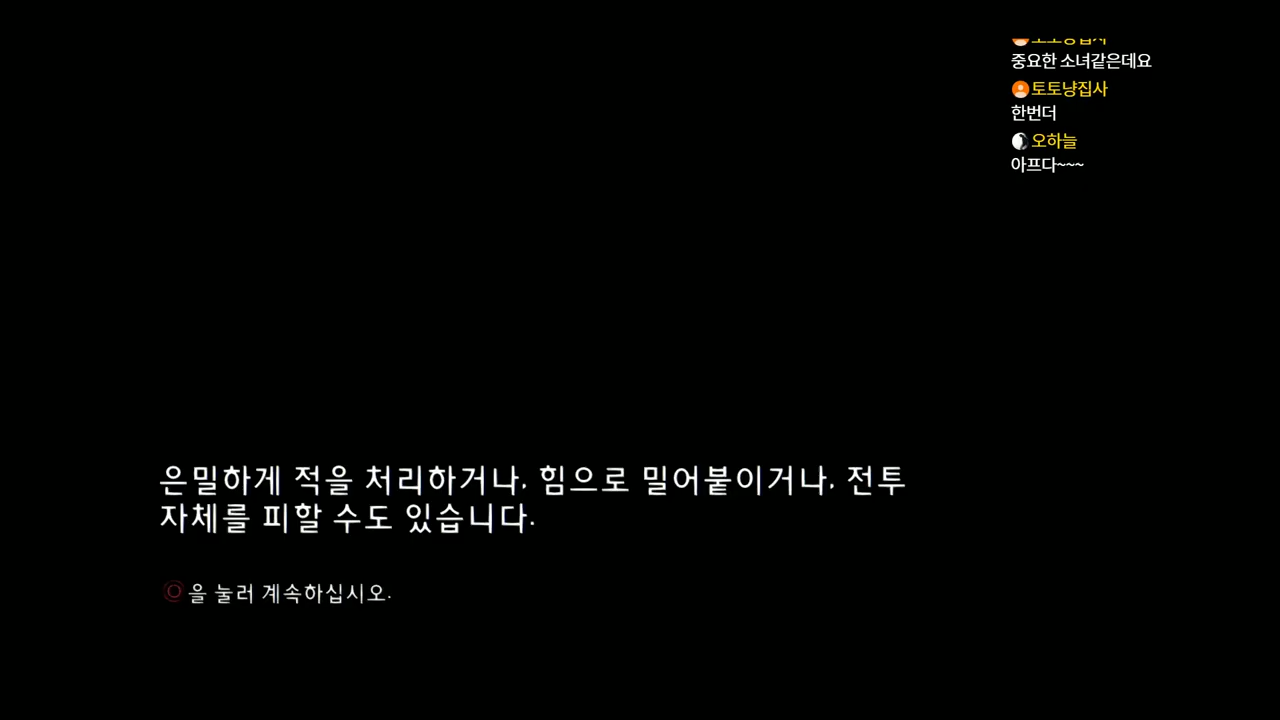 중요한 소녀같은데요
토토냥집사
한번더
오하늘
아프다~~~
은밀하게 적을 처리하거나, 힘으로 밀어붙이거나, 전투
자체를 피할 수도 있습니다.
을 눌러 계속하십시오.